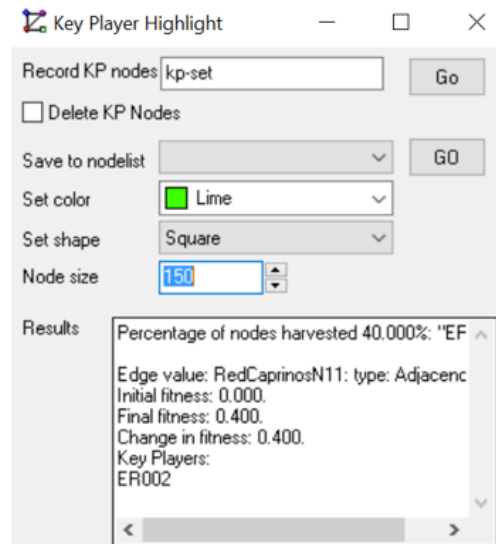 Key Player Highlight
Record KP nodes kp-set Go
Delete KP Nodes
Save to nodelist GO
Set color Lime
Set shape Square
Node size 150
Results
Percentage of nodes harvested 40.000%: "EF
Edge value: RedCaprinosN11: type: Adjacenc
Initial fitness: 0.000.
Final fitness: 0.400.
Change in fitness: 0.400.
Key Players:
ER002